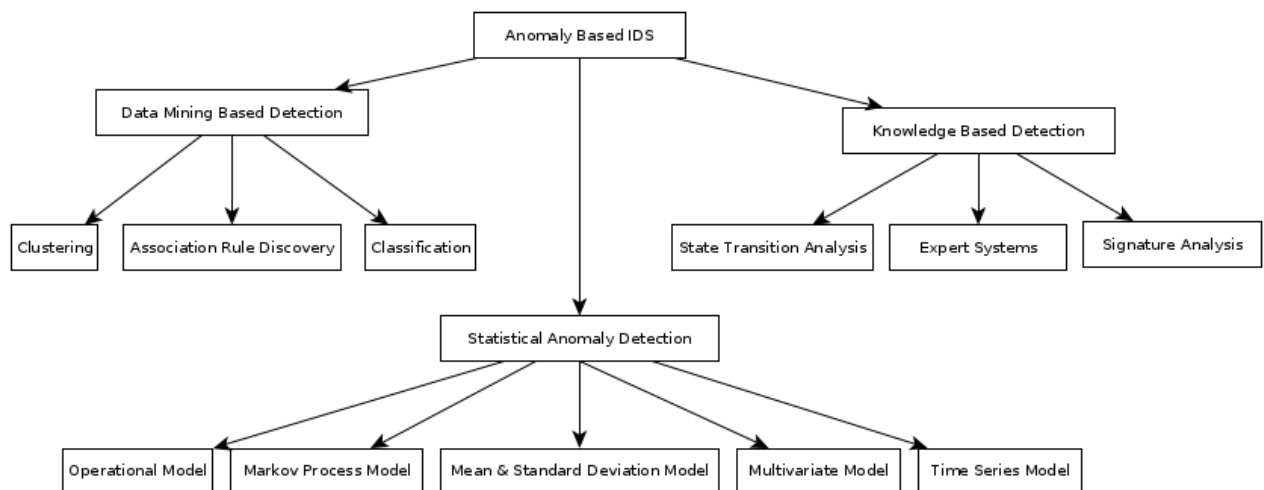 Anomaly Based IDS
Data Mining Based Detection
Knowledge Based Detection
Clustering
Association Rule Discovery
Classification
State Transition Analysis
Expert Systems
Signature Analysis
Statistical Anomaly Detection
Operational Model
Markov Process Model
Mean & Standard Deviation Model
Multivariate Model
Time Series Model